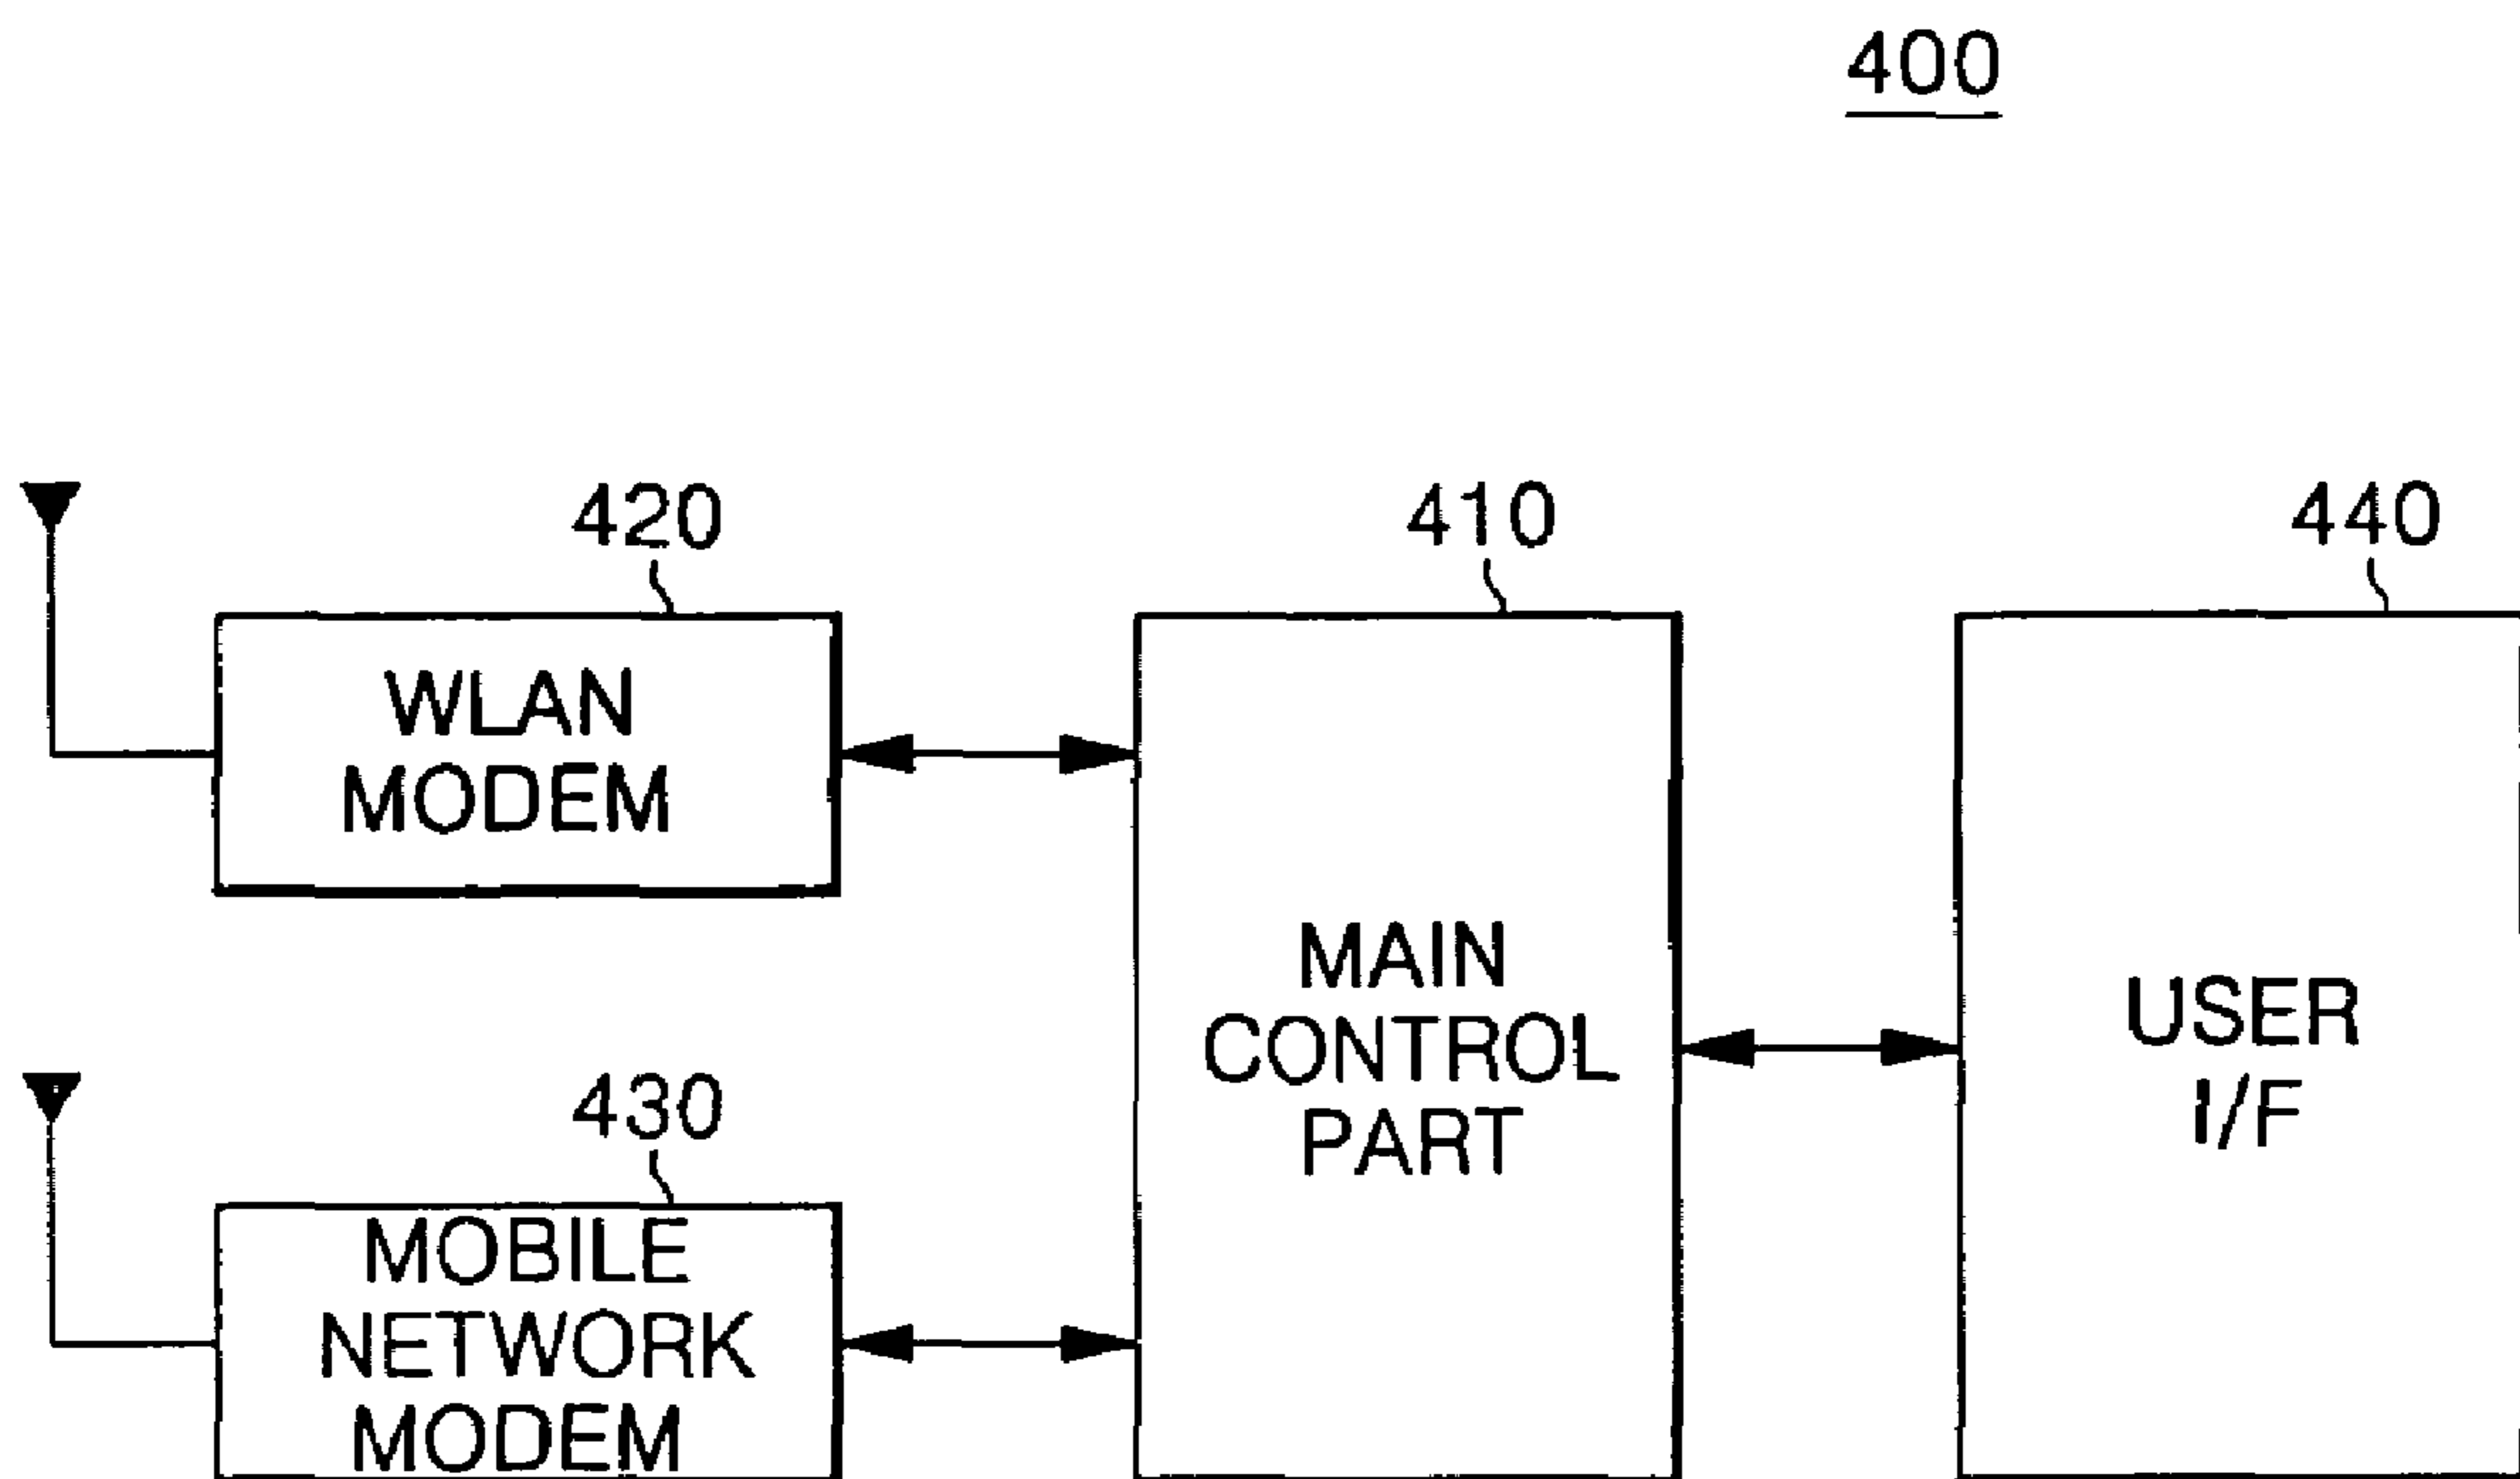 400
420
410
440
WLAN
MODEM
MAIN
CONTROL
PART
USER
I/F
430
MOBILE
NETWORK
MODEM